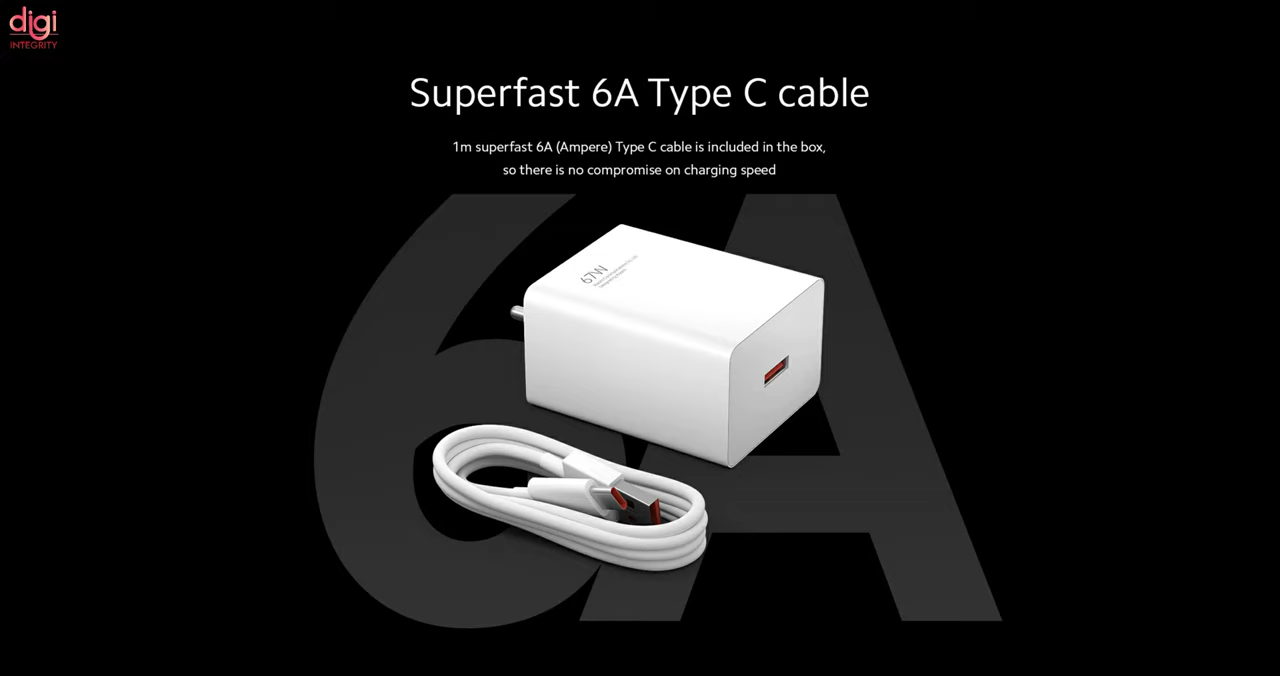 digi
INTEGRITY
Superfast 6A Type C cable
1m superfast 6A (Ampere) Type C cable is included in the box,
so there is no compromise on charging speed
6A
67W